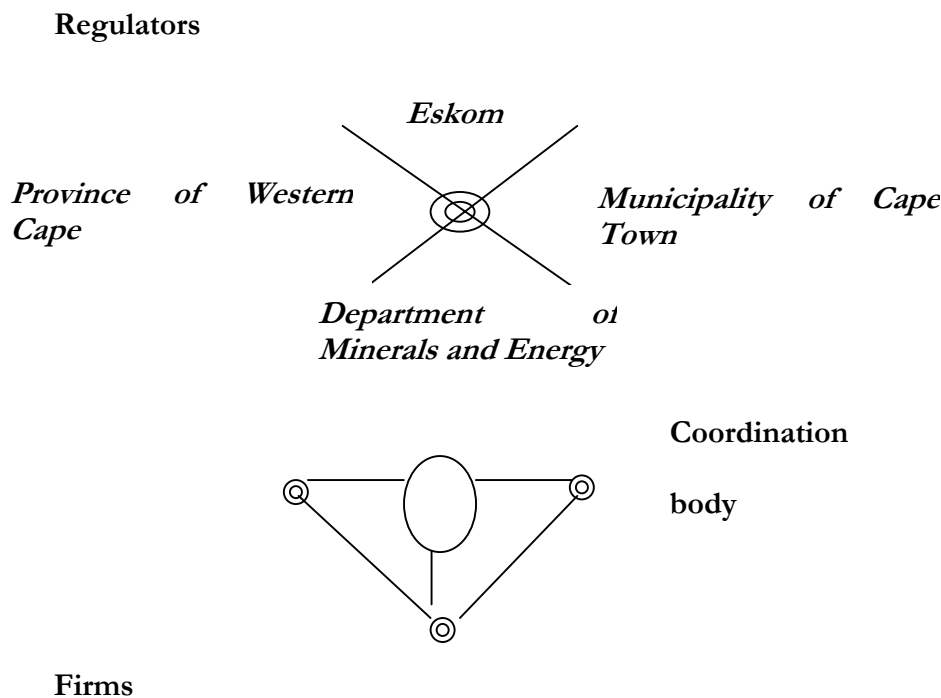 Regulators
Eskom
Province of Western
Cape
Municipality of Cape
Town
Department of
Minerals and Energy
Coordination
body
Firms